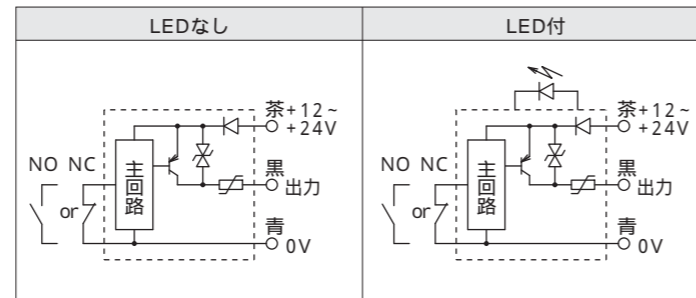 LEDなし
LED付
茶+12~
+24V
NO NC
主回路
黒
出力
or
青
0V
茶+12~
+24V
NO NC
主回路
黒
出力
or
青
0V